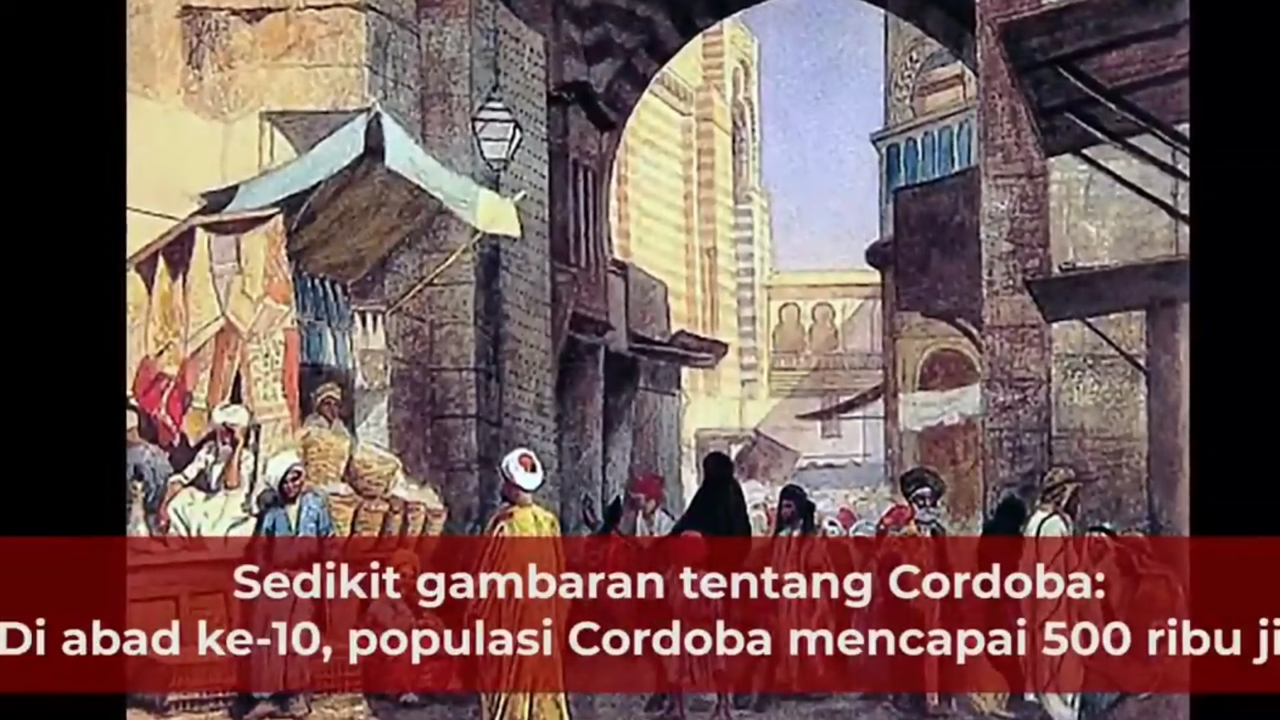 Sedikit gambaran tentang Cordoba:
Di abad ke-10, populasi Cordoba mencapai 500 ribu ji